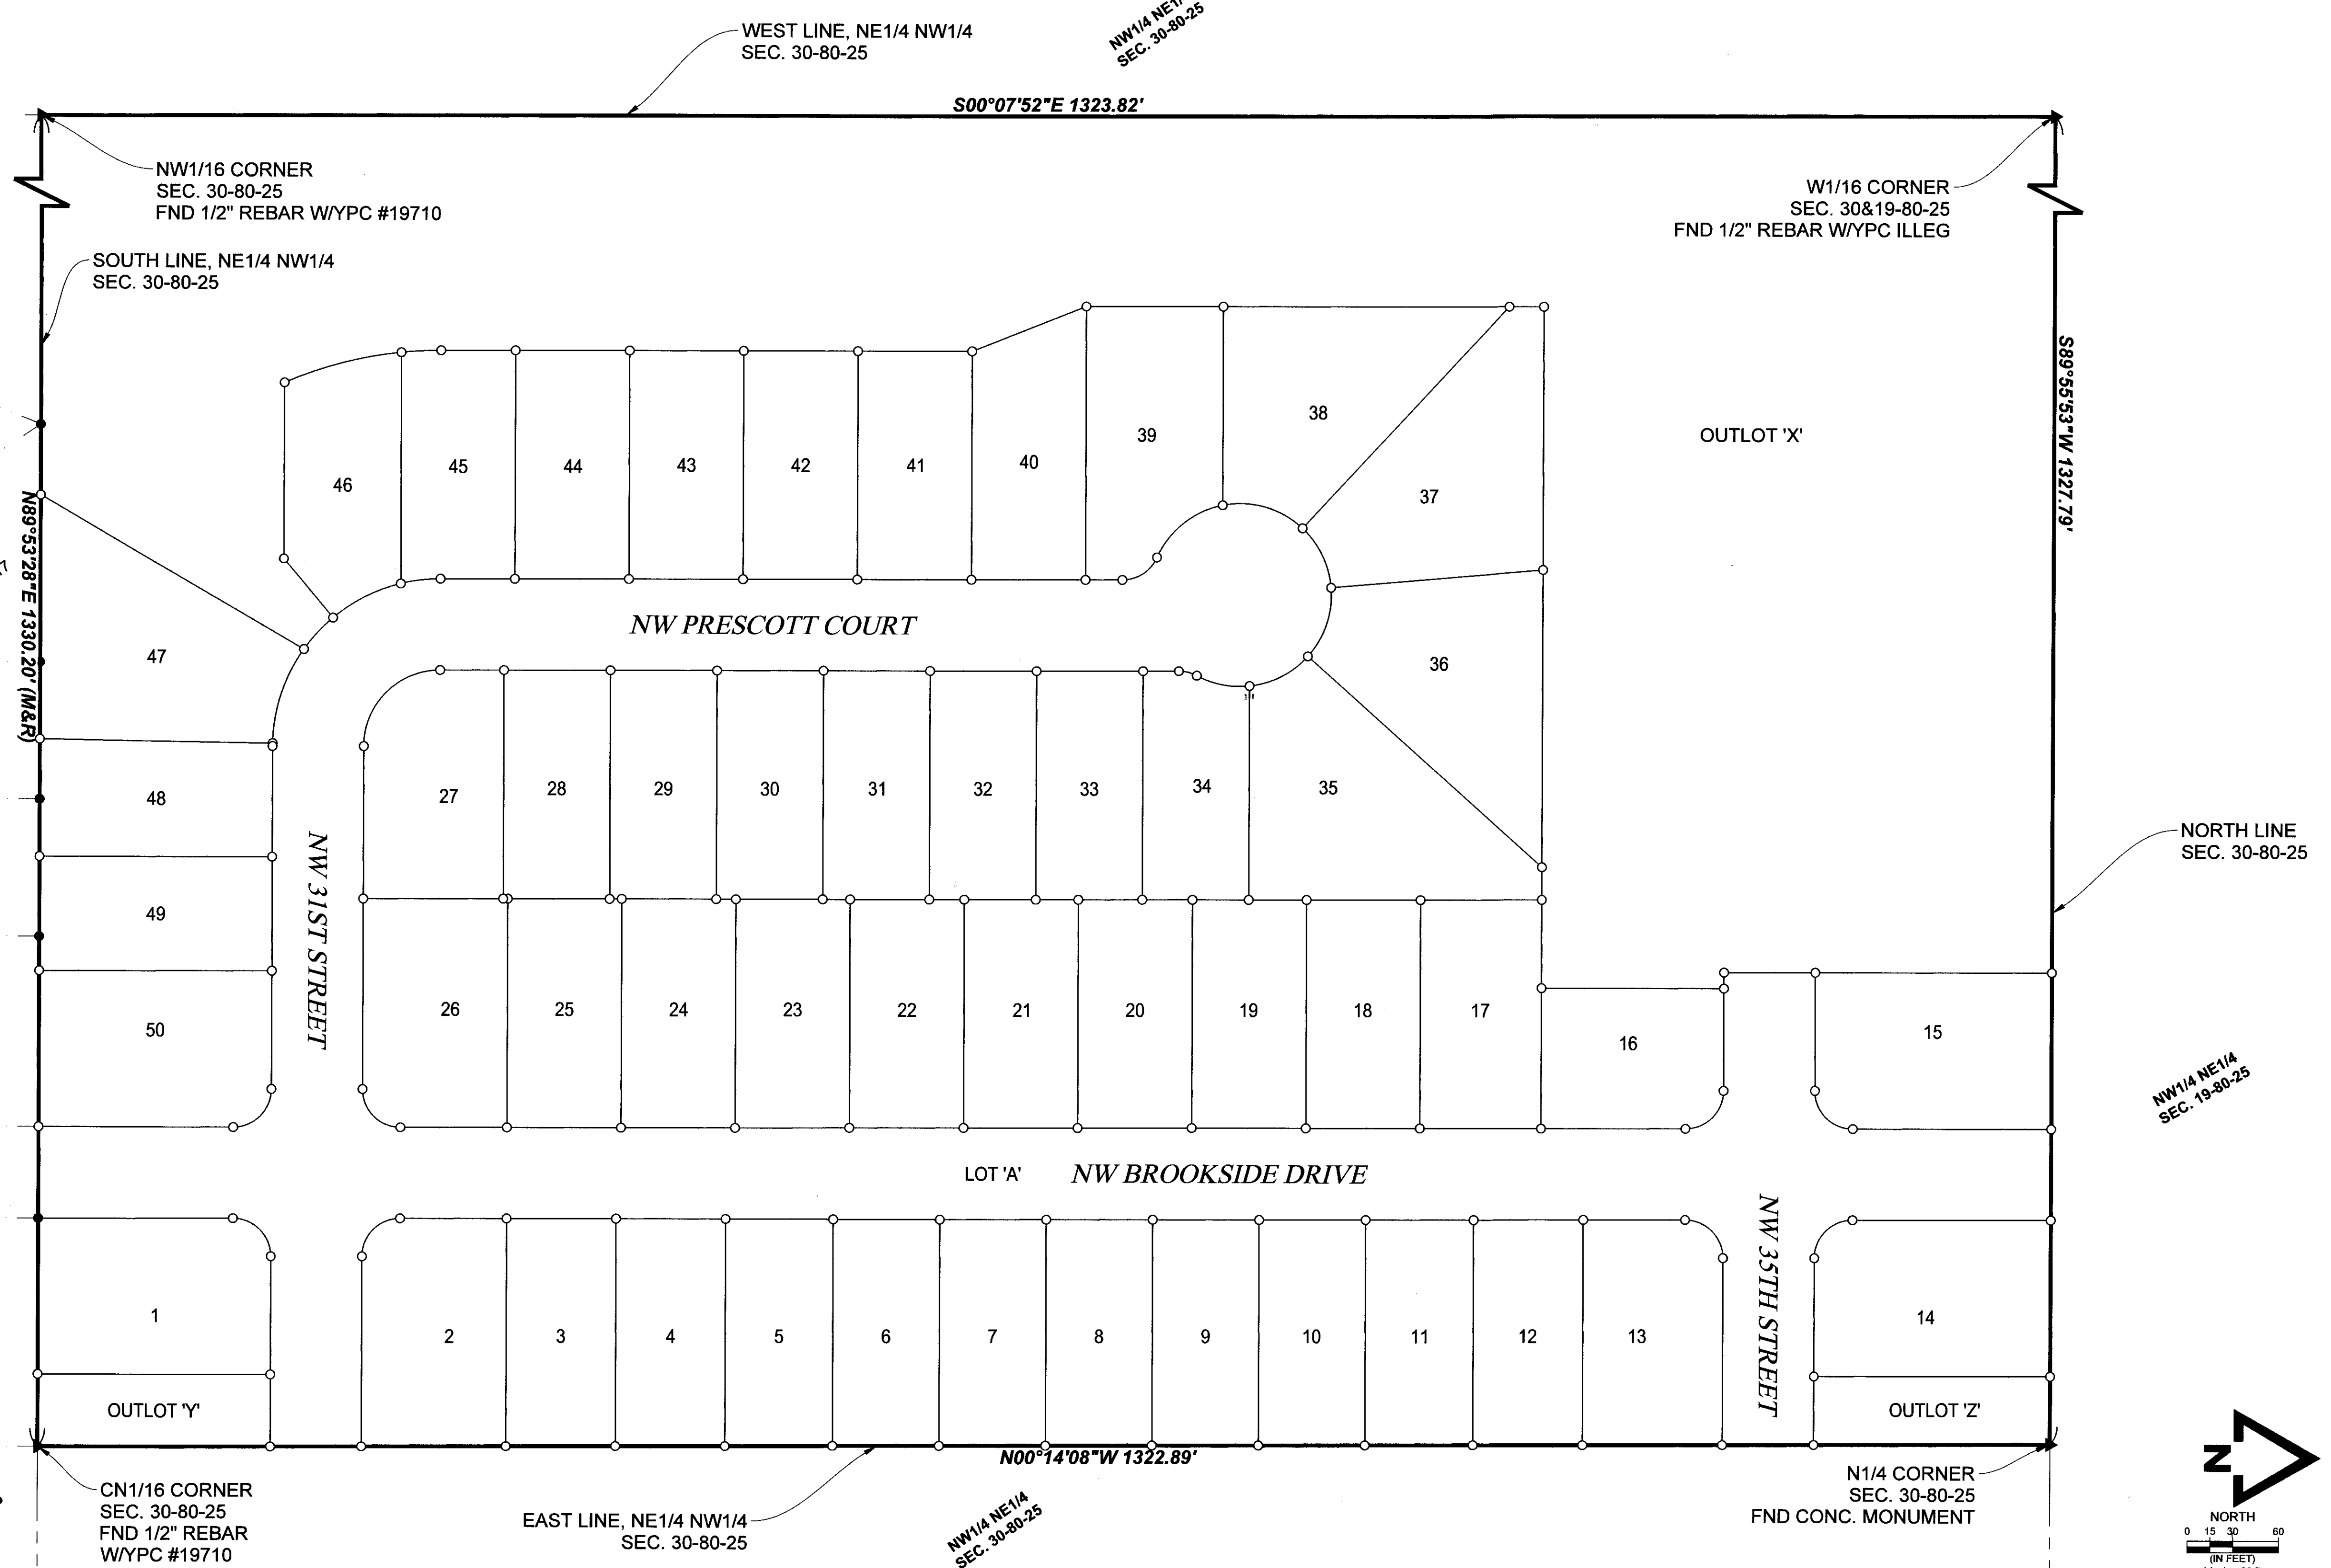 WEST LINE, NE1/4 NW1/4
SEC. 30-80-25
SEC. 30-80-25
S00°07'52"E 1323.82'
NW1/16 CORNER
SEC. 30-80-25
FND 1/2" REBAR W/YPC #19710
W1/16 CORNER
SEC. 30&19-80-25
FND 1/2" REBAR W/YPC ILLEG
SOUTH LINE, NE1/4 NW1/4
SEC. 30-80-25
S89°55'53"W 1327.79'
N89°53'28"E 1330.20' (M&R)
OUTLOT 'X'
38
39
40
41
42
43
44
45
46
37
NW PRESCOTT COURT
47
36
48
27
28
29
30
31
32
33
34
35
NORTH LINE
SEC. 30-80-25
49
NW 31ST STREET
50
26
25
24
23
22
21
20
19
18
17
16
15
NW1/4 NE1/4
SEC. 19-80-25
LOT 'A'
NW BROOKSIDE DRIVE
NW 35TH STREET
1
2
3
4
5
6
7
8
9
10
11
12
13
14
OUTLOT 'Y'
OUTLOT 'Z'
N00°14'08"W 1322.89'
CN1/16 CORNER
SEC. 30-80-25
FND 1/2" REBAR
W/YPC #19710
EAST LINE, NE1/4 NW1/4
SEC. 30-80-25
NW1/4 NE1/4
SEC. 30-80-25
N1/4 CORNER
SEC. 30-80-25
FND CONC. MONUMENT
N
NORTH
0 15 30 60
(IN FEET)